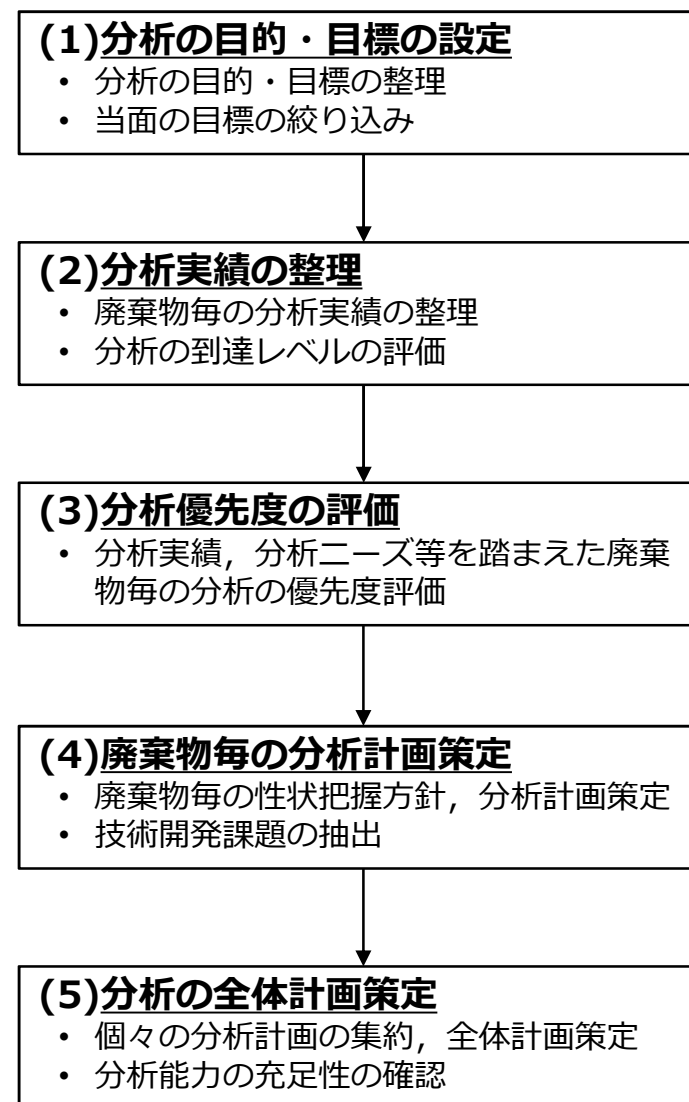 (1)分析の目的・目標の設定
• 分析の目的・目標の整理
• 当面の目標の絞り込み
(2)分析実績の整理
• 廃棄物毎の分析実績の整理
• 分析の到達レベルの評価
(3)分析優先度の評価
• 分析実績，分析ニーズ等を踏まえた廃棄
物毎の分析の優先度評価
(4)廃棄物毎の分析計画策定
• 廃棄物毎の性状把握方針，分析計画策定
• 技術開発課題の抽出
(5)分析の全体計画策定
• 個々の分析計画の集約，全体計画策定
• 分析能力の充足性の確認